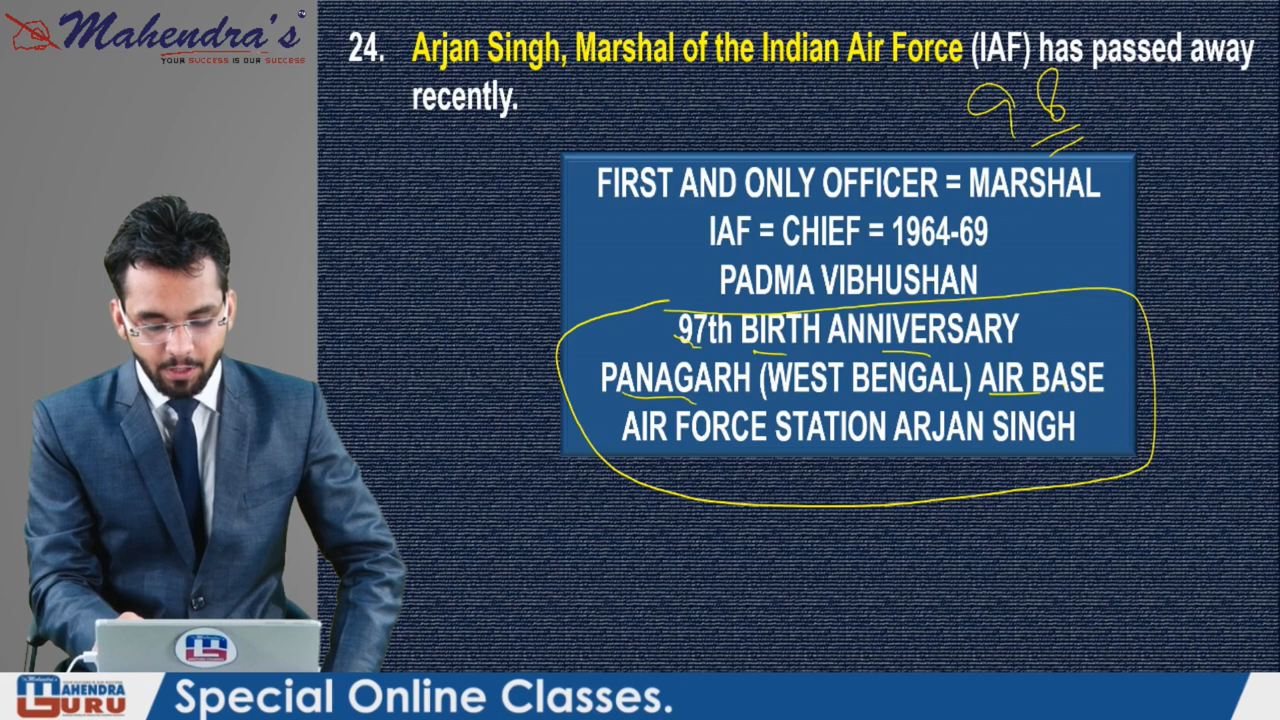 Mahendra's
YOUR SUCCESS IS OUR SUCCESS
24. Arjan Singh, Marshal of the Indian Air Force (IAF) has passed away
recently.
98
FIRST AND ONLY OFFICER = MARSHAL
IAF = CHIEF = 1964-69
PADMA VIBHUSHAN
97th BIRTH ANNIVERSARY
PANAGARH (WEST BENGAL) AIR BASE
AIR FORCE STATION ARJAN SINGH
MAHENDRA
GURU
Special Online Classes.